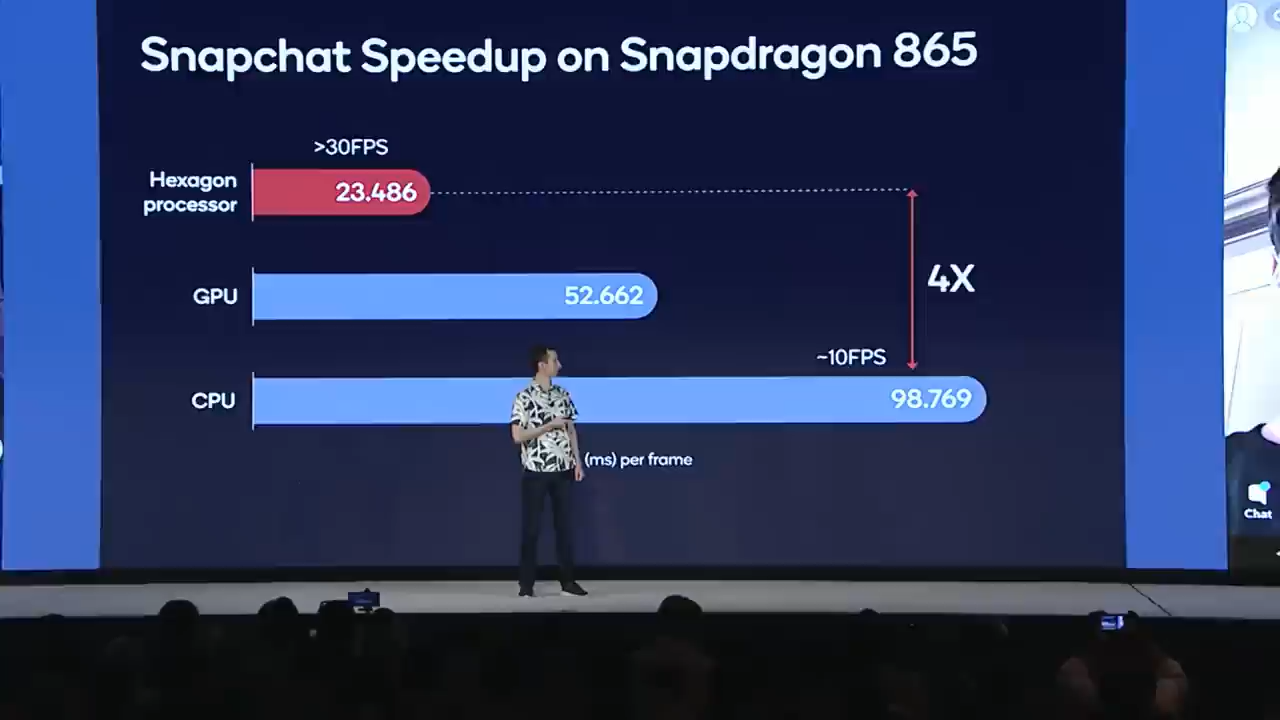 Snapchat Speedup on Snapdragon 865
>30FPS
Hexagon
processor
23.486
4X
GPU
52.662
~10FPS
CPU
98.769
(ms) per frame
Chat